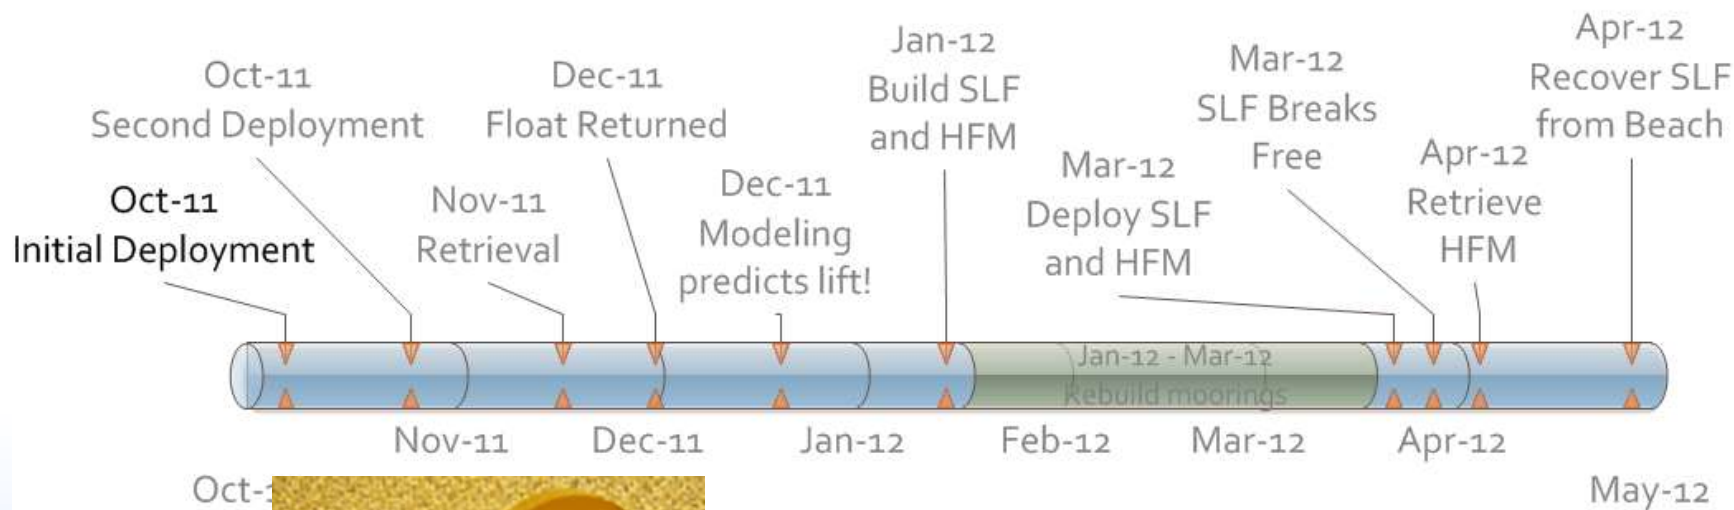 Oct-11
Initial Deployment
Oct-11
Second Deployment
Nov-11
Retrieval
Dec-11
Float Returned
Dec-11
Modeling
predicts lift!
Jan-12
Build SLF
and HFM
Mar-12
Deploy SLF
and HFM
Mar-12
SLF Breaks
Free
Apr-12
Retrieve
HFM
Apr-12
Recover SLF
from Beach
Jan-12 - Mar-12
Rebuild moorings
Nov-11
Dec-11
Jan-12
Feb-12
Mar-12
Apr-12
Oct-
May-12